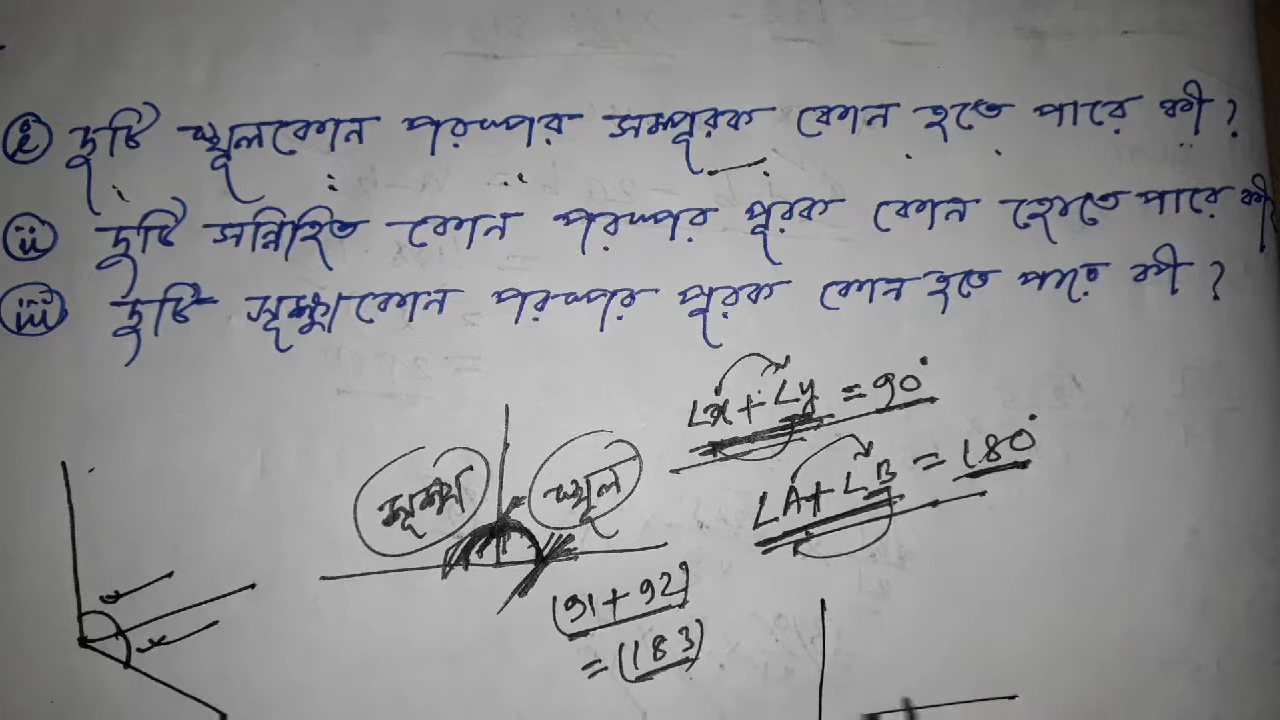 (i) দুটি স্থূলকোন পরস্পর সম্পূরক কোন হতে পারে কী ?
(ii) দুটি সন্নিহিত কোন পরস্পর পূরক কোন হোতে পারে কী ?
(iii) দুটি সূক্ষ্মকোন পরস্পর পূরক কোন হতে পারে কী ?
∠x + ∠y = 90°
∠A + ∠B = 180°
সূক্ষ্ম স্থূল
(91 + 92)
= (183)